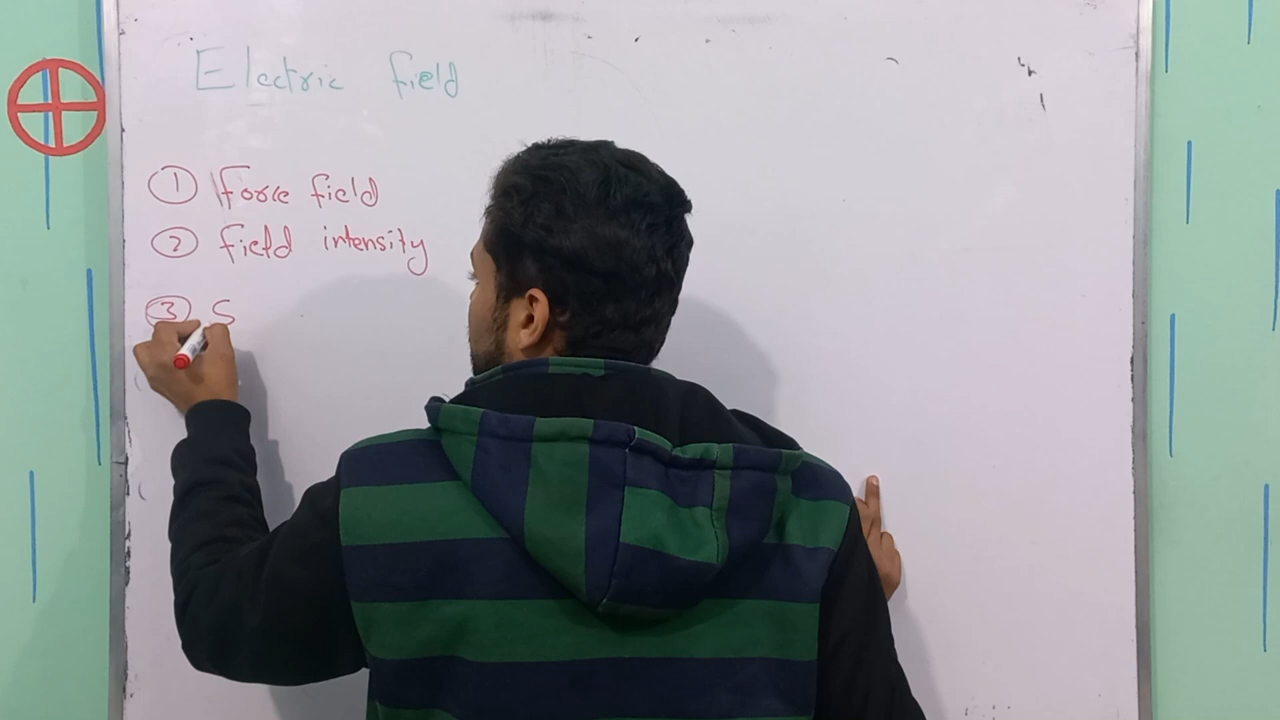 Electric field
① Force field
② field intensity
③ S